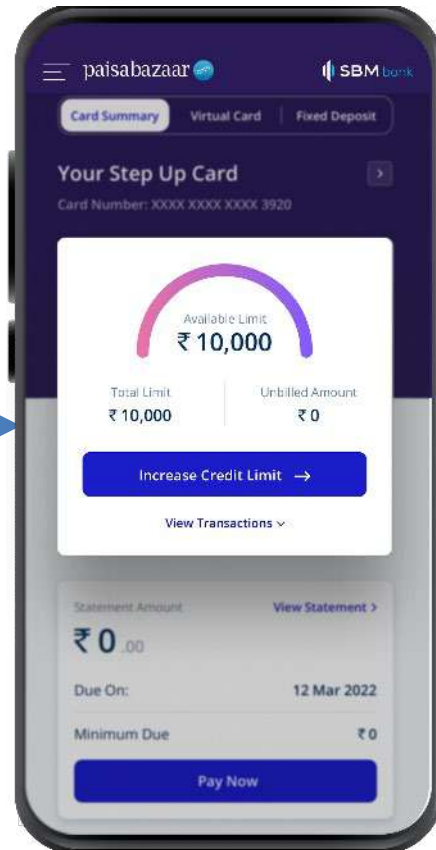 paisabazaar
SBM bank
Card Summary Virtual Card Fixed Deposit
Your Step Up Card
Card Number: XXXX XXXX XXXX 3920
Available Limit
₹ 10,000
Total Limit Unbilled Amount
₹ 10,000 ₹ 0
Increase Credit Limit →
View Transactions
Statement Amount View Statement >
₹ 0 .00
Due On: 12 Mar 2022
Minimum Due ₹ 0
Pay Now